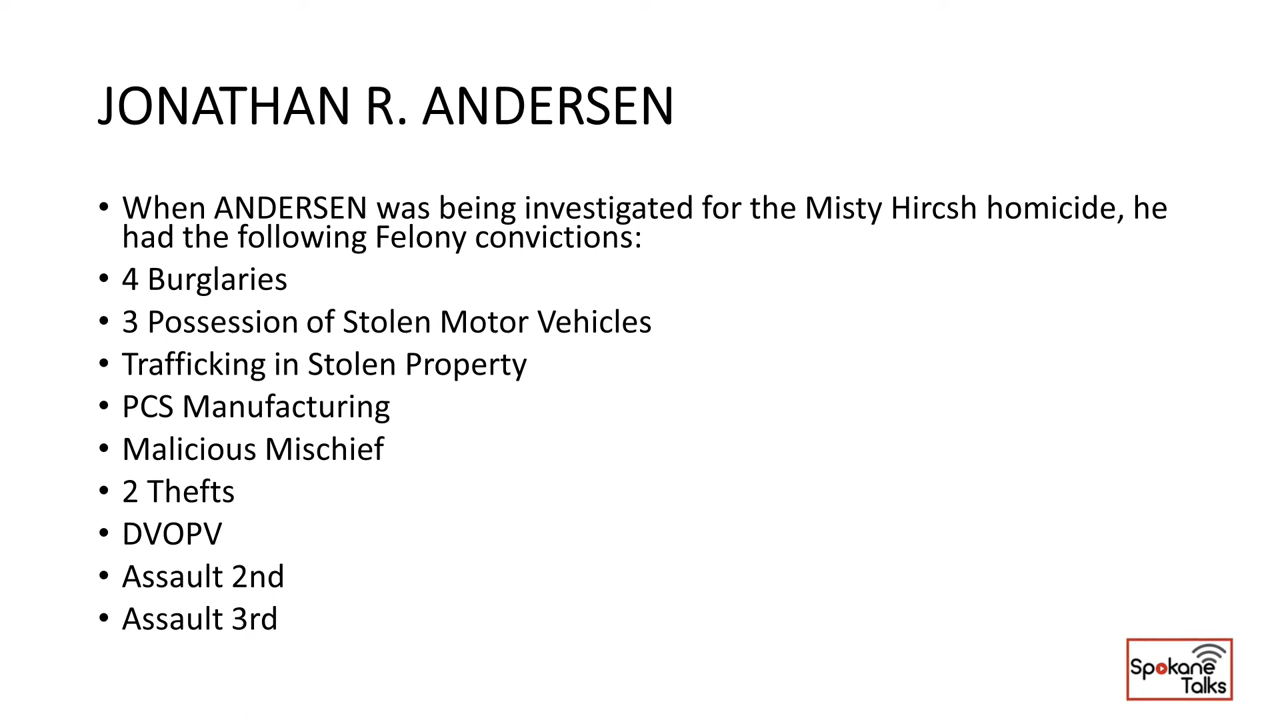 JONATHAN R. ANDERSEN
• When ANDERSEN was being investigated for the Misty Hircsh homicide, he
had the following Felony convictions:
• 4 Burglaries
• 3 Possession of Stolen Motor Vehicles
• Trafficking in Stolen Property
• PCS Manufacturing
• Malicious Mischief
• 2 Thefts
• DVOPV
• Assault 2nd
• Assault 3rd
Spokane
Talks